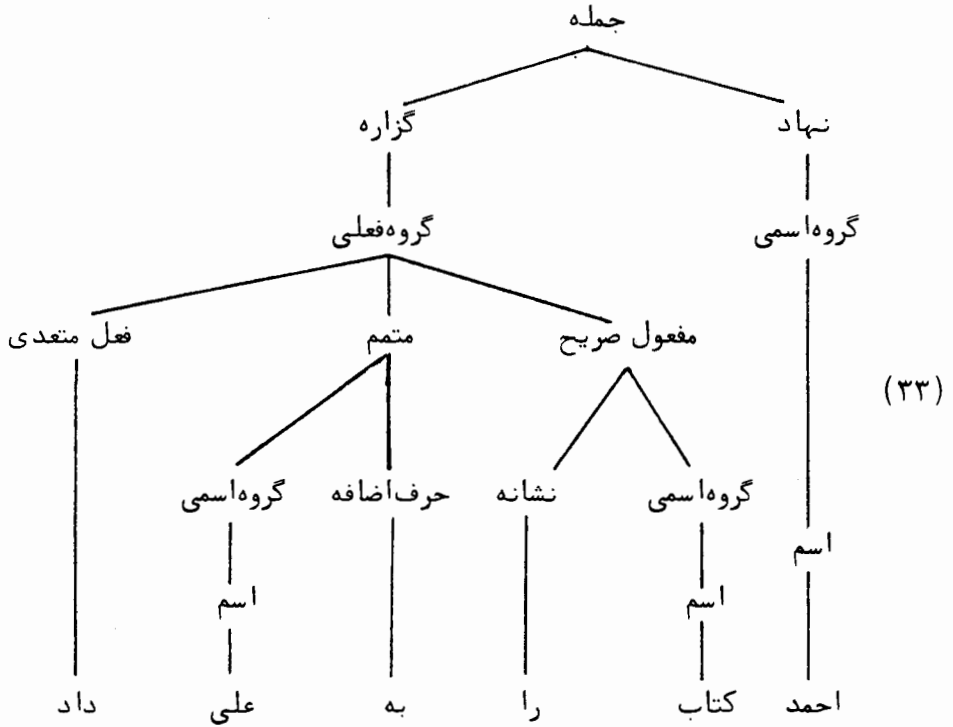 جمله
نهاد گزاره
گروه‌اسمی گروه‌فعلی
مفعول صریح متمم فعل متعدی
(۳۳)
گروه‌اسمی نشانه حرف‌اضافه گروه‌اسمی
اسم
اسم اسم
احمد کتاب را به علی داد